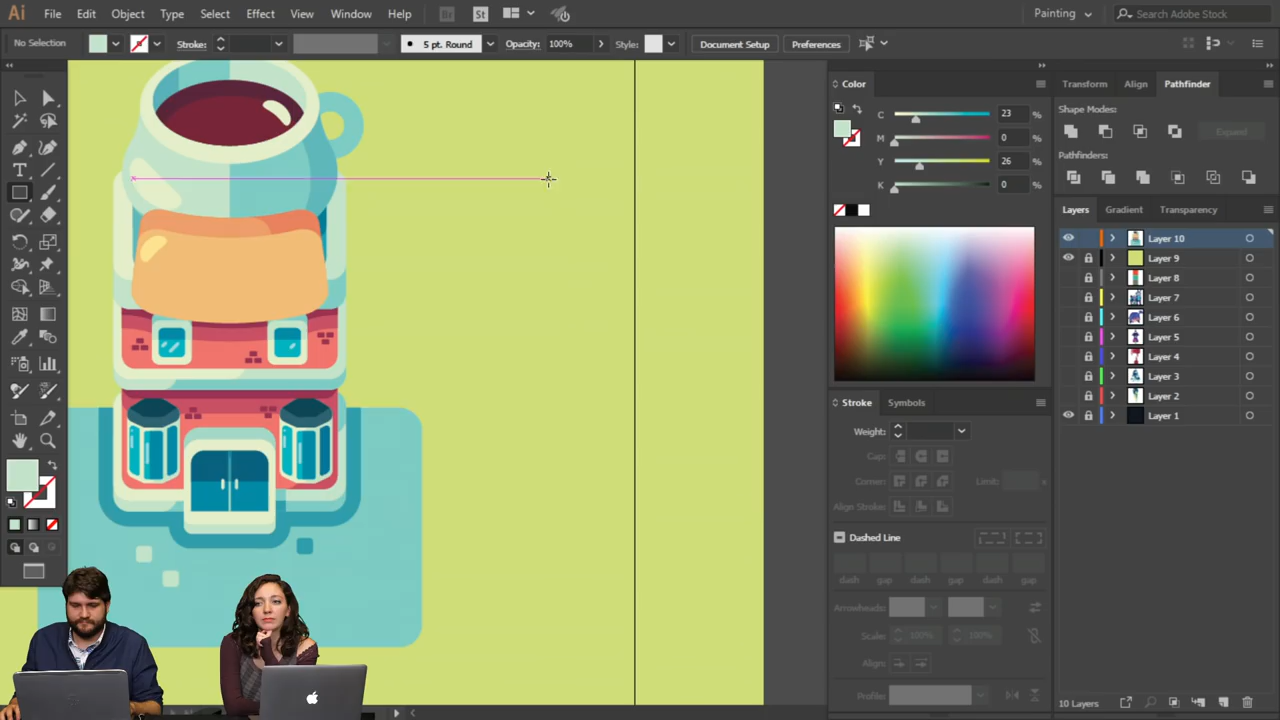 Ai File Edit Object Type Select Effect View Window Help Br St Painting Search Adobe Stock
No Selection Stroke: 5 pt. Round Opacity: 100% Style: Document Setup Preferences
Color
C 23 %
M 0 %
Y 26 %
K 0 %
Transform Align Pathfinder
Shape Modes:
Expand
Pathfinders:
Layers Gradient Transparency
Layer 10
Layer 9
Layer 8
Layer 7
Layer 6
Layer 5
Layer 4
Layer 3
Layer 2
Layer 1
Stroke Symbols
Weight:
Cap:
Corner: Limit:
Align Stroke:
Dashed Line
dash gap dash gap dash gap
Arrowheads:
Scale: 100% 100%
Align:
Profile:
10 Layers